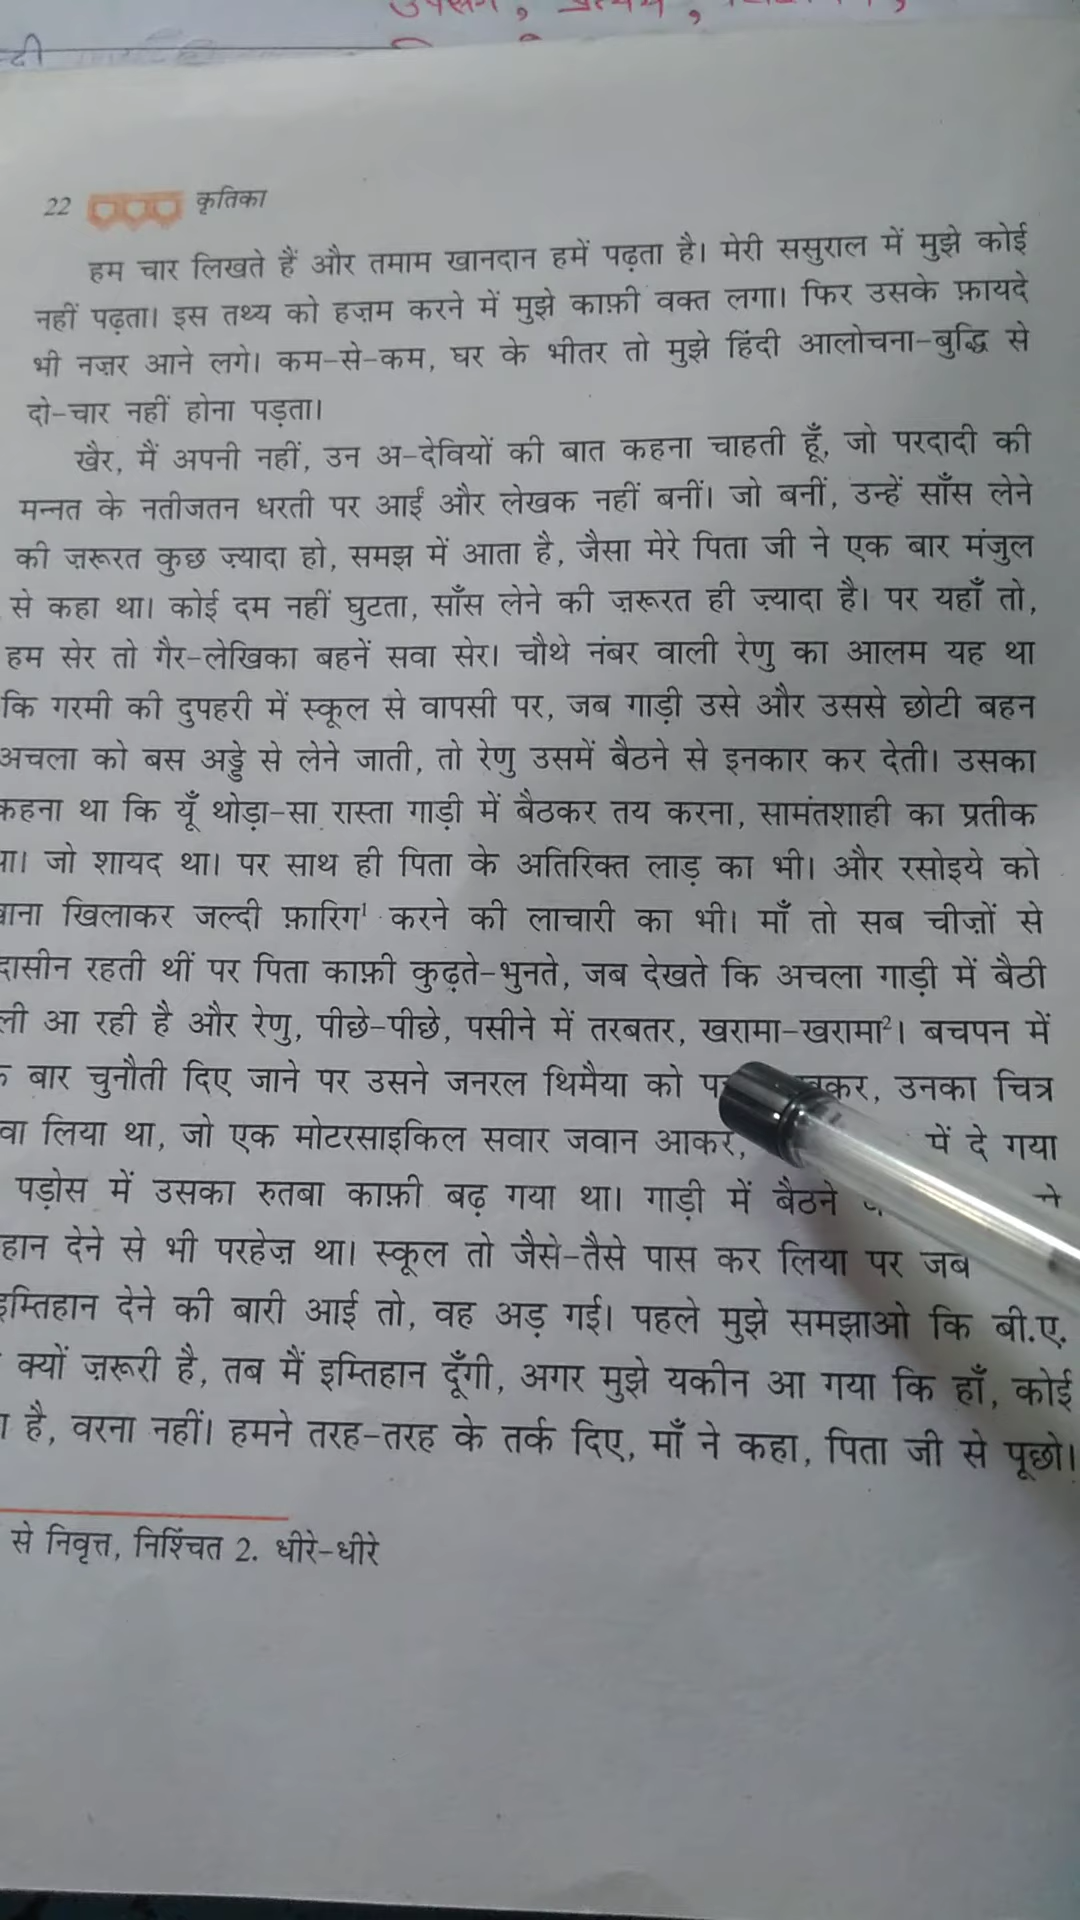 22 कृतिका
हम चार लिखते हैं और तमाम खानदान हमें पढ़ता है। मेरी ससुराल में मुझे कोई
नहीं पढ़ता। इस तथ्य को हज़म करने में मुझे काफ़ी वक्त लगा। फिर उसके फ़ायदे
भी नज़र आने लगे। कम-से-कम, घर के भीतर तो मुझे हिंदी आलोचना-बुद्धि से
दो-चार नहीं होना पड़ता।
खैर, मैं अपनी नहीं, उन अ-देवियों की बात कहना चाहती हूँ, जो परदादी की
मन्नत के नतीजतन धरती पर आईं और लेखक नहीं बनीं। जो बनीं, उन्हें साँस लेने
की ज़रूरत कुछ ज़्यादा हो, समझ में आता है, जैसा मेरे पिता जी ने एक बार मंजुल
से कहा था। कोई दम नहीं घुटता, साँस लेने की ज़रूरत ही ज़्यादा है। पर यहाँ तो,
हम सेर तो गैर-लेखिका बहनें सवा सेर। चौथे नंबर वाली रेणु का आलम यह था
कि गरमी की दुपहरी में स्कूल से वापसी पर, जब गाड़ी उसे और उससे छोटी बहन
अचला को बस अड्डे से लेने जाती, तो रेणु उसमें बैठने से इनकार कर देती। उसका
कहना था कि यूँ थोड़ा-सा रास्ता गाड़ी में बैठकर तय करना, सामंतशाही का प्रतीक
जो शायद था। पर साथ ही पिता के अतिरिक्त लाड़ का भी। और रसोइये को
खिलाकर जल्दी फ़ारिग¹ करने की लाचारी का भी। माँ तो सब चीज़ों से
रहती थीं पर पिता काफ़ी कुढ़ते-भुनते, जब देखते कि अचला गाड़ी में बैठी
आ रही है और रेणु, पीछे-पीछे, पसीने में तरबतर, खरामा-खरामा²। बचपन में
बार चुनौती दिए जाने पर उसने जनरल थिमैया को उनका चित्र
लिया था, जो एक मोटरसाइकिल सवार जवान आकर, दे गया
पड़ोस में उसका रुतबा काफ़ी बढ़ गया था। गाड़ी में बैठने
देने से भी परहेज़ था। स्कूल तो जैसे-तैसे पास कर लिया पर जब
इम्तिहान देने की बारी आई तो, वह अड़ गई। पहले मुझे समझाओ कि बी.ए.
क्यों ज़रूरी है, तब मैं इम्तिहान दूँगी, अगर मुझे यकीन आ गया कि हाँ, कोई
है, वरना नहीं। हमने तरह-तरह के तर्क दिए, माँ ने कहा, पिता जी से पूछो।
से निवृत्त, निश्चिंत 2. धीरे-धीरे